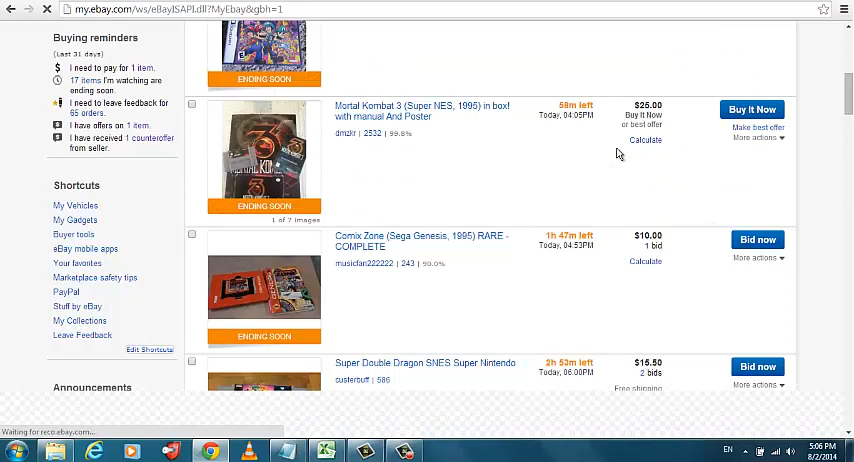 my.ebay.com/ws/eBayISAPI.dll?MyEbay&gbh=1
Buying reminders
(Last 31 days)
I need to pay for 1 item.
17 items I'm watching are
ending soon.
I need to leave feedback for
65 orders.
I have offers on 1 item.
I have received 1 counteroffer
from seller.
Shortcuts
My Vehicles
My Gadgets
Buyer tools
eBay mobile apps
Your favorites
Marketplace safety tips
PayPal
Stuff by eBay
My Collections
Leave Feedback
Edit Shortcuts
Announcements
ENDING SOON
Mortal Kombat 3 (Super NES, 1995) in box!
with manual And Poster
dmzkr | 2532 | 99.8%
58m left
Today, 04:05PM
$25.00
Buy It Now
or best offer
Calculate
Buy It Now
Make best offer
More actions
ENDING SOON
1 of 7 images
Comix Zone (Sega Genesis, 1995) RARE -
COMPLETE
musicfan222222 | 243 | 90.0%
1h 47m left
Today, 04:53PM
$10.00
1 bid
Calculate
Bid now
More actions
ENDING SOON
Super Double Dragon SNES Super Nintendo
custerbuff | 586
2h 53m left
Today, 06:00PM
$15.50
2 bids
Free shipping
Bid now
More actions
Waiting for reco.ebay.com...
EN
5:06 PM
8/2/2014